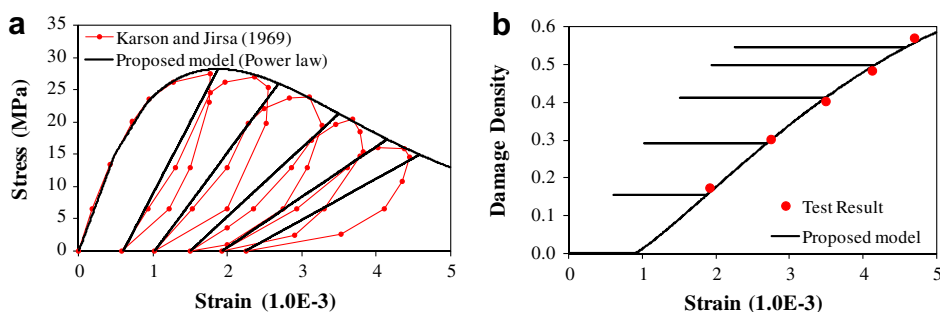 a
Stress (MPa)
35
30
25
20
15
10
5
0
Karson and Jirsa (1969)
Proposed model (Power law)
0 1 2 3 4 5
Strain (1.0E-3)
b
Damage Density
0.6
0.5
0.4
0.3
0.2
0.1
0.0
Test Result
Proposed model
0 1 2 3 4 5
Strain (1.0E-3)